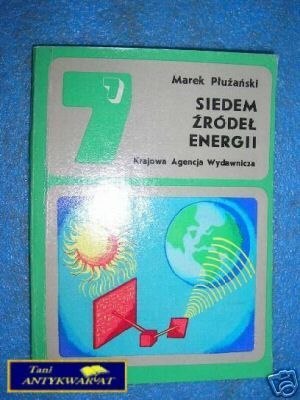 7
Marek Płużański
SIEDEM
ŹRÓDEŁ
ENERGII
Krajowa Agencja Wydawnicza
Tani
ANTYKWARYAT